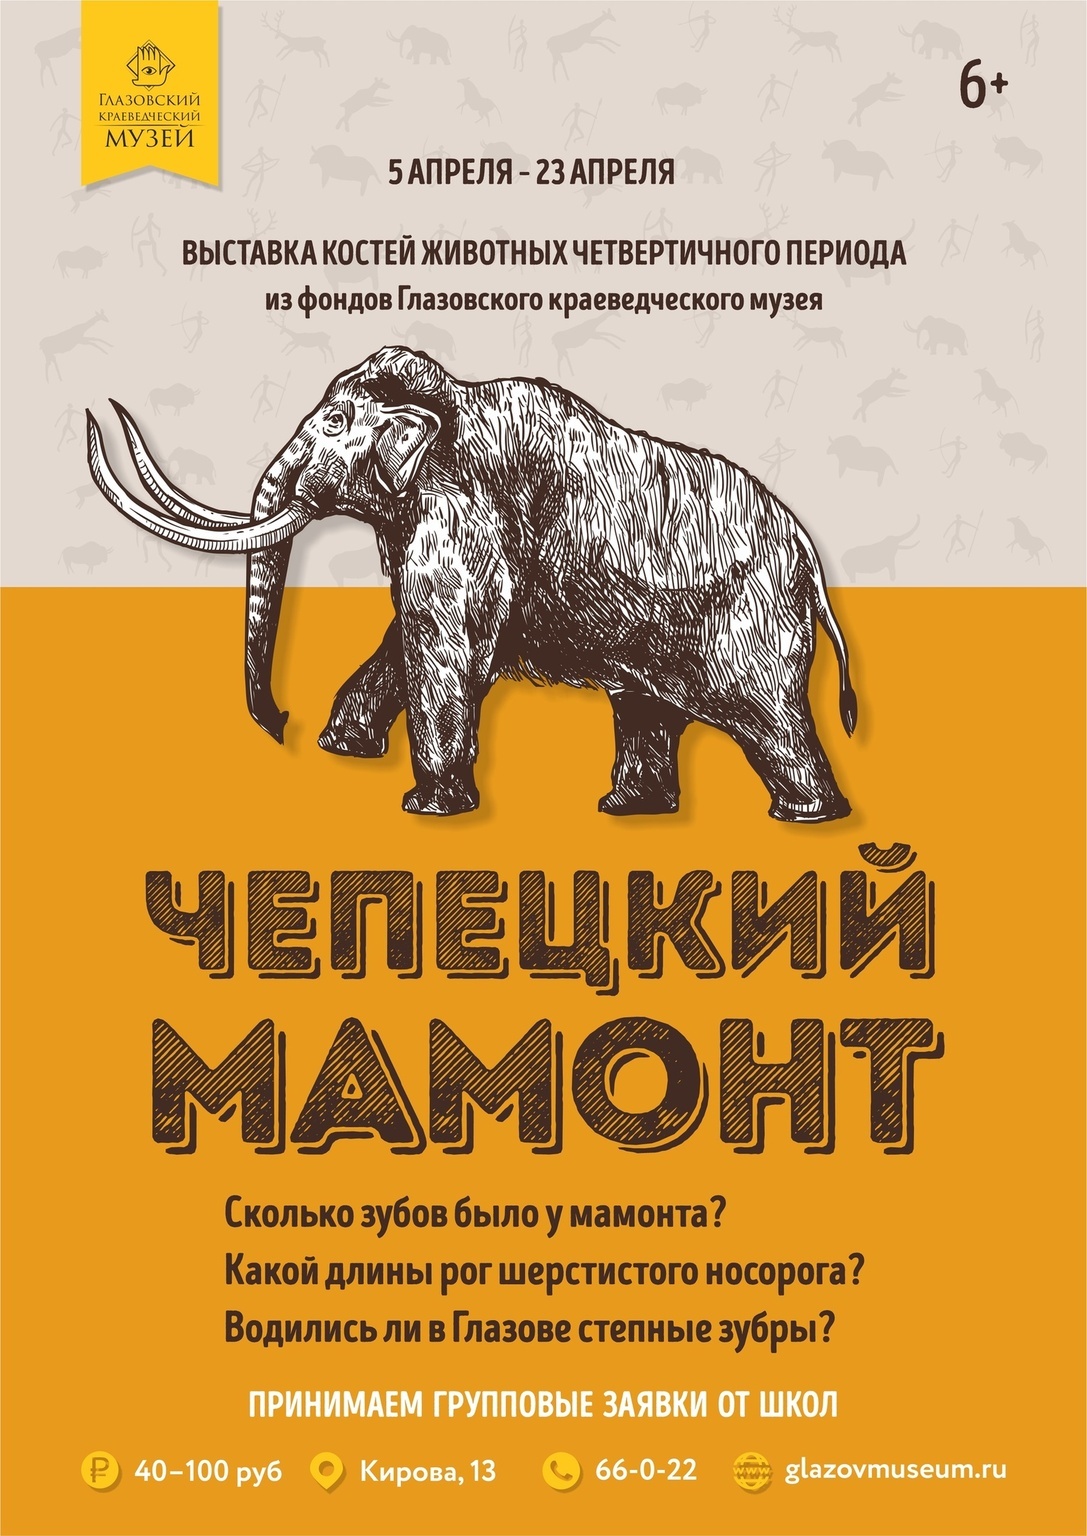 Глазовский
краеведческий
музей
6+
5 АПРЕЛЯ - 23 АПРЕЛЯ
ВЫСТАВКА КОСТЕЙ ЖИВОТНЫХ ЧЕТВЕРТИЧНОГО ПЕРИОДА
из фондов Глазовского краеведческого музея
ЧЕПЕЦКИЙ
МАМОНТ
Сколько зубов было у мамонта?
Какой длины рог шерстистого носорога?
Водились ли в Глазове степные зубры?
ПРИНИМАЕМ ГРУППОВЫЕ ЗАЯВКИ ОТ ШКОЛ
₽ 40–100 руб Кирова, 13 66-0-22 www glazovmuseum.ru